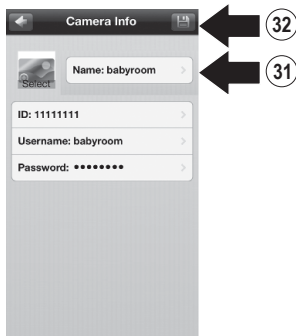 Camera Info
32
Select
Name: babyroom
31
ID: 11111111
Username: babyroom
Password: ••••••••